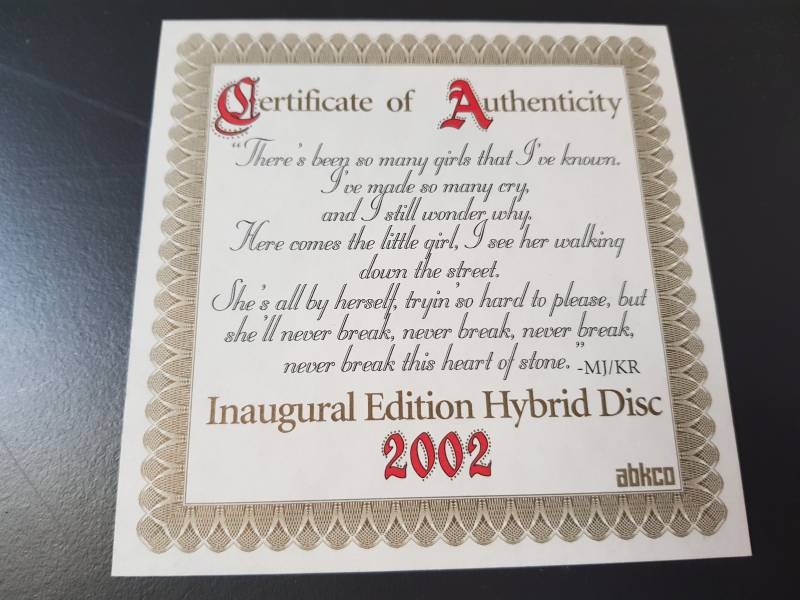 Certificate of Authenticity
“There's been so many girls that I've known.
I've made so many cry,
and I still wonder why.
Here comes the little girl, I see her walking
down the street.
She's all by herself, tryin' so hard to please, but
she'll never break, never break, never break,
never break this heart of stone.” -MJ/KR
Inaugural Edition Hybrid Disc
2002
abkco